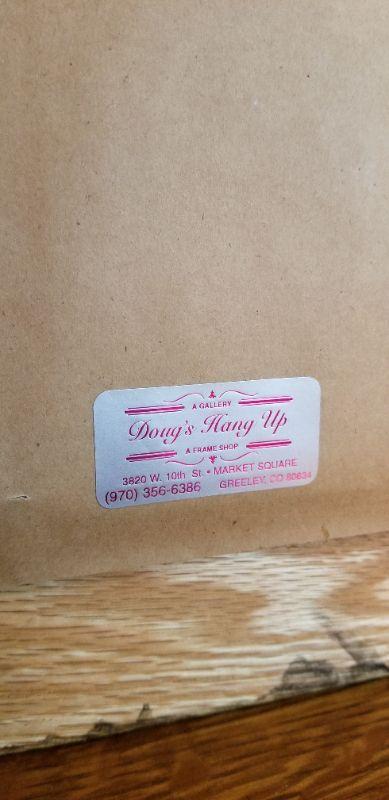 A GALLERY
Doug's Hang Up
A FRAME SHOP
3820 W. 10th St. • MARKET SQUARE
(970) 356-6386 GREELEY, CO 80634